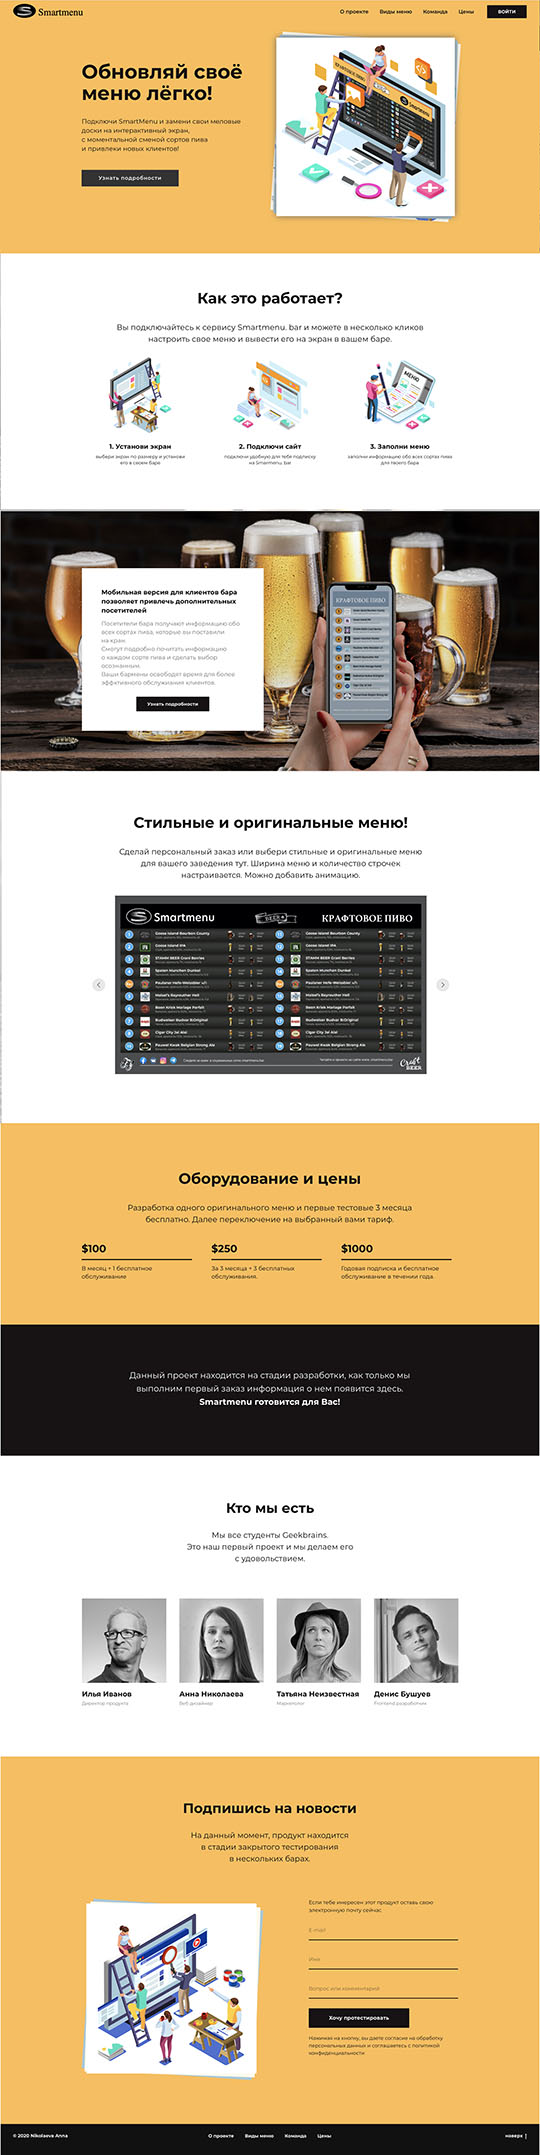 Smartmenu
О проекте Виды меню Команда Цены ВОЙТИ
Обновляй своё
меню лёгко!
Подключи SmartMenu и замени свои меловые
доски на интерактивный экран,
с моментальной сменой сортов пива
и привлеки новых клиентов!
Узнать подробности
Как это работает?
Вы подключайтесь к сервису Smartmenu. bar и можете в несколько кликов
настроить свое меню и вывести его на экран в вашем баре.
МЕНЮ
1. Установи экран
выбери экран по размеру и установи
его в своем баре
2. Подключи сайт
подключи удобную для тебя подписку
на Smartmenu. bar
3. Заполни меню
заполни информацию обо всех сортах пива
для твоего бара
Мобильная версия для клиентов бара
позволяет привлечь дополнительных
посетителей
Посетители бара получают информацию обо
всех сортах пива, которые вы поставили
на кран.
Смогут подробно почитать информацию
о каждом сорте пива и сделать выбор
осознанным.
Ваши бармены освободят время для более
эффктивного обслуживания клиентов.
Узнать подробности
КРАФТОВОЕ ПИВО
Стильные и оригинальные меню!
Сделай персональный заказ или выбери стильные и оригинальные меню
для вашего заведения тут. Ширина меню и количество строчек
настраивается. Можно добавить анимацию.
Smartmenu BEER КРАФТОВОЕ ПИВО
Goose Island Bourbon County Goose Island Bourbon County
Goose Island IPA Goose Island IPA
STAMM BEER Grani Berries STAMM BEER Grani Berries
Spaten Munchen Dunkel Spaten Munchen Dunkel
Paulaner Hefe-Weissbier н/ф Paulaner Hefe-Weissbier н/ф
Maisel's Bayreuther Hell Maisel's Bayreuther Hell
Boon Kriek Mariage Parfait Boon Kriek Mariage Parfait
Budweiser Budvar B:Original Budweiser Budvar B:Original
Cigar City Jai Alai Cigar City Jai Alai
Pauwel Kwak Belgian Strong Ale Pauwel Kwak Belgian Strong Ale
Craft
BEER
Оборудование и цены
Разработка одного оригинального меню и первые тестовые 3 месяца
бесплатно. Далее переключение на выбранный вами тариф.
$100
В месяц + 1 бесплатное
обслуживание
$250
За 3 месяца + 3 бесплатных
обслуживания.
$1000
Годовая подписка и бесплатное
обслуживание в течении года.
Данный проект находится на стадии разработки, как только мы
выполним первый заказ информация о нем появится здесь.
Smartmenu готовится для Вас!
Кто мы есть
Мы все студенты Geekbrains.
Это наш первый проект и мы делаем его
с удовольствием.
Илья Иванов
Директор продукта
Анна Николаева
Веб дизайнер
Татьяна Неизвестная
Маркетолог
Денис Бушуев
Frontend разработчик
Подпишись на новости
На данный момент, продукт находится
в стадии закрытого тестирования
в нескольких барах.
Если тебе инересен этот продукт оставь свою
электронную почту сейчас
E-mail
Имя
Вопрос или комментарий
Хочу протестировать
Нажимая на кнопку, вы даете согласие на обработку
персональных данных и соглашаетесь с политикой
конфиденциальности
© 2020 Nikolaeva Anna О проекте Виды меню Команда Цены наверх